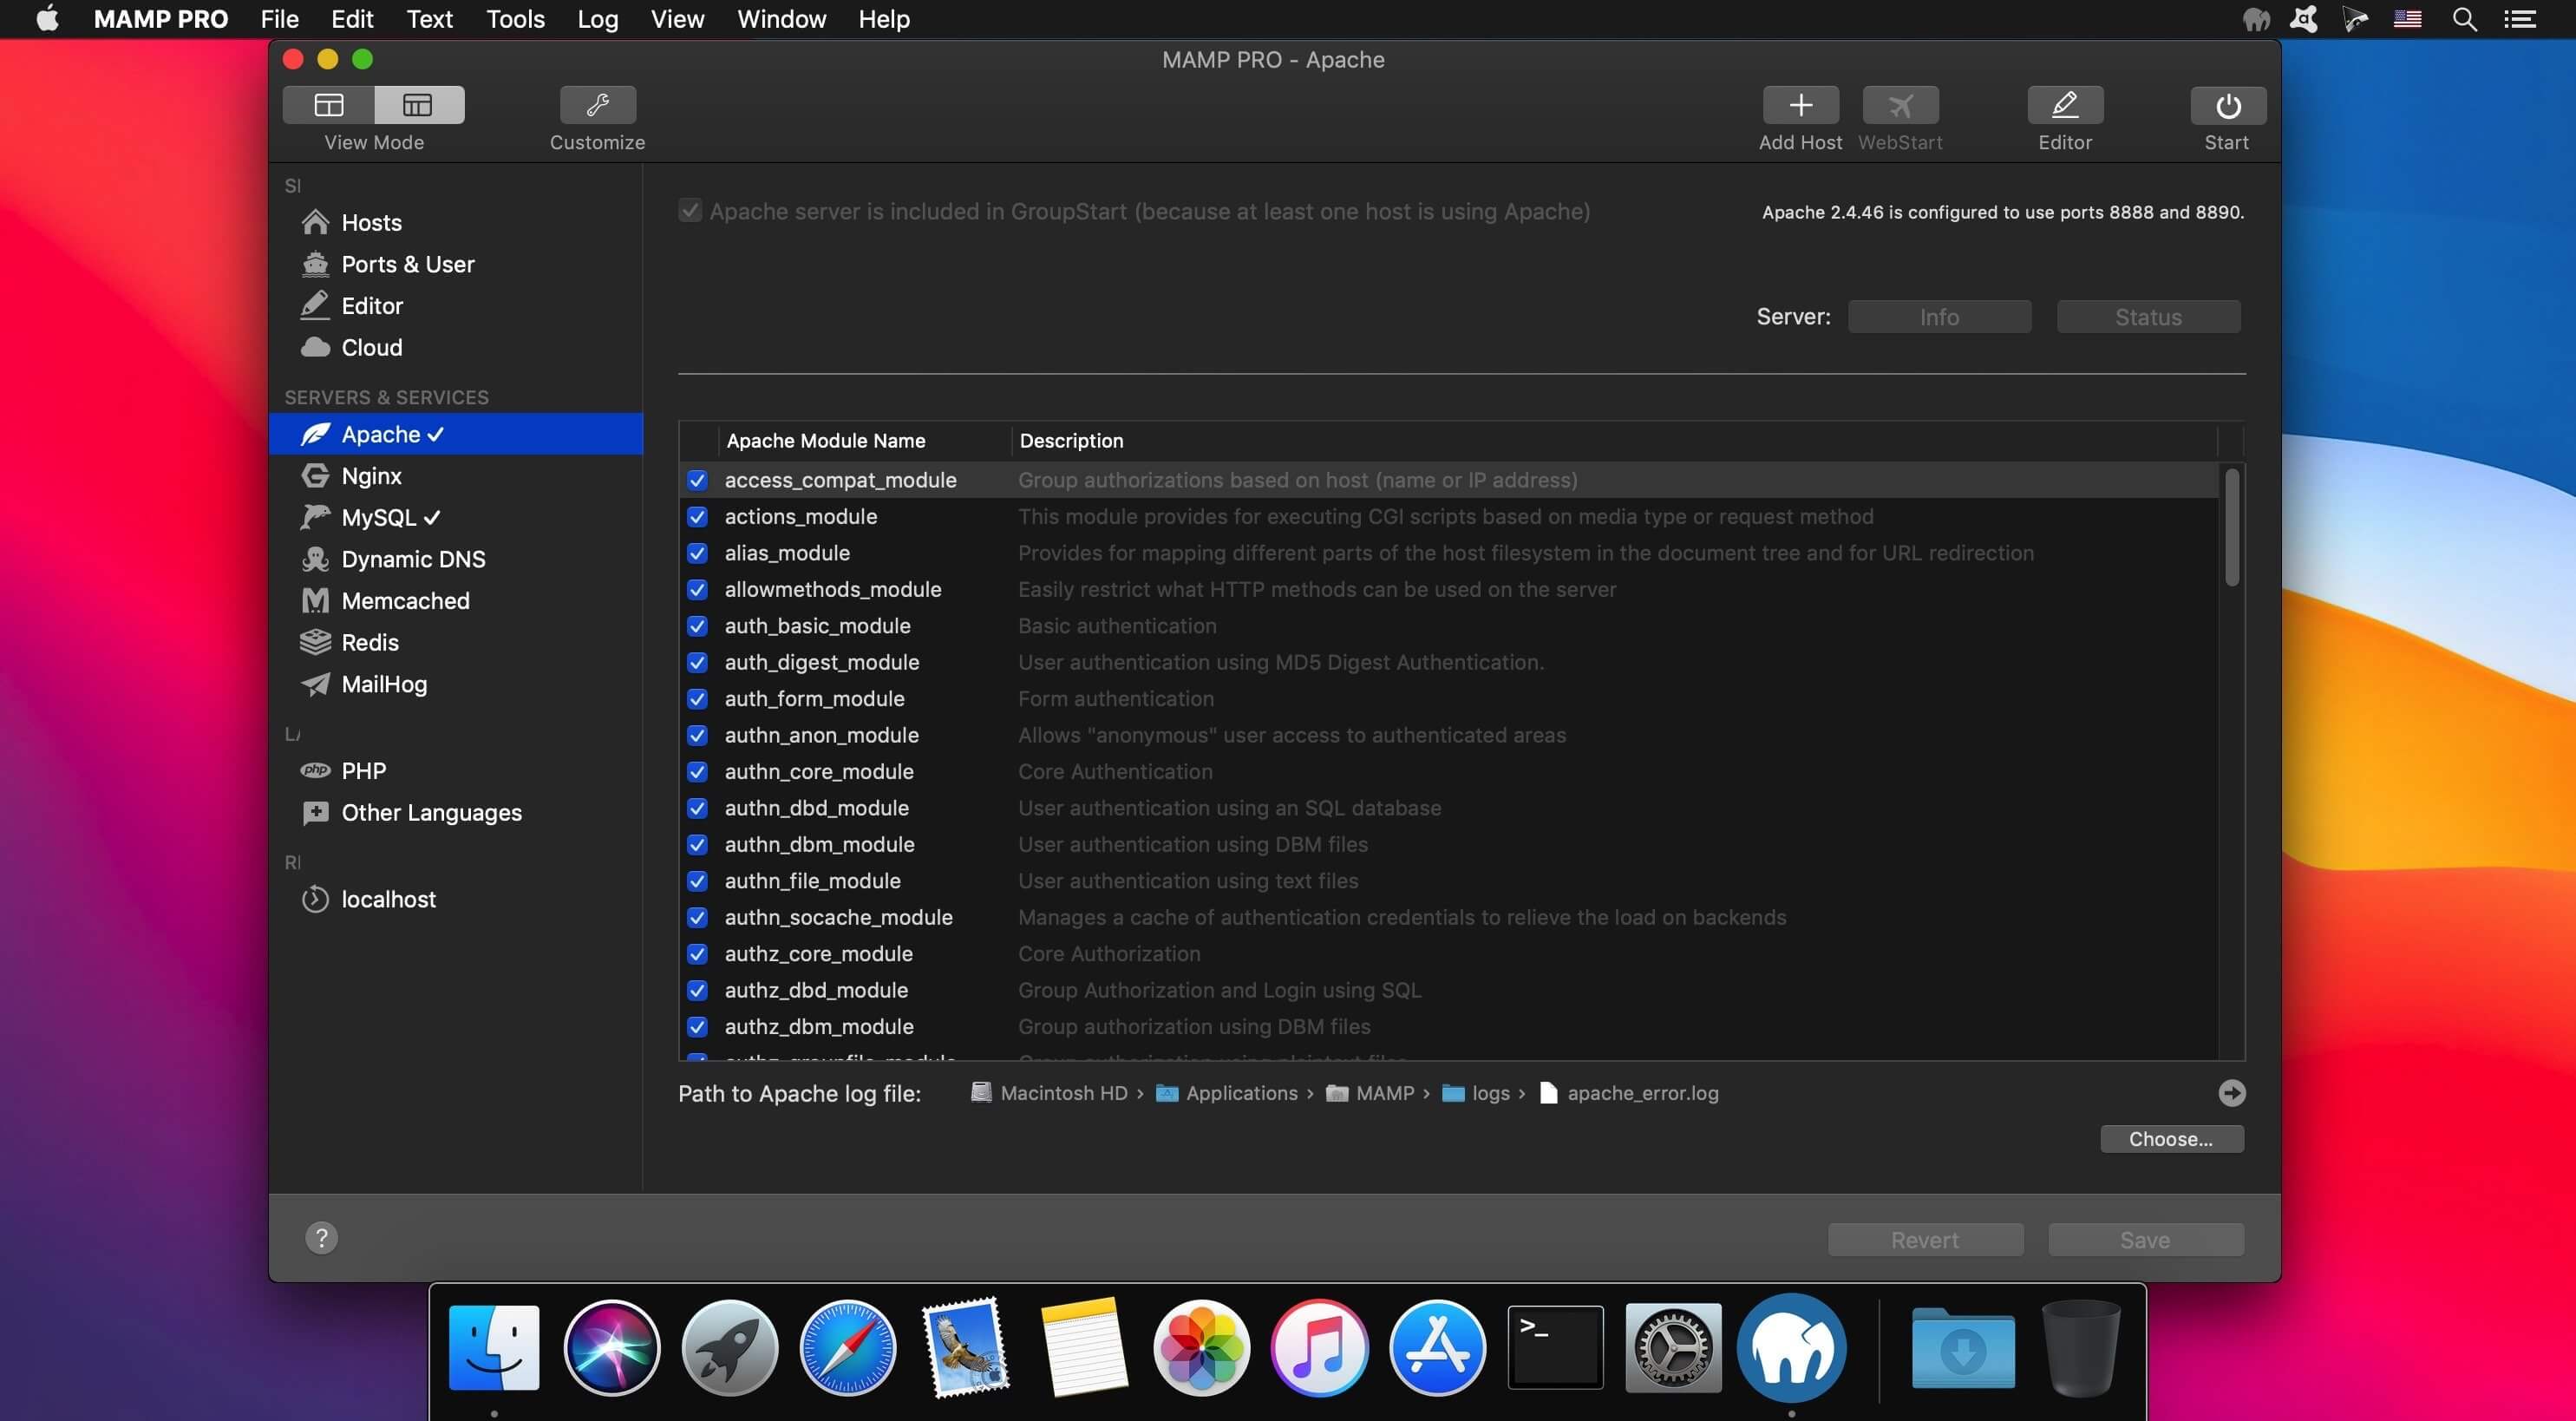 MAMP PRO File Edit Text Tools Log View Window Help
MAMP PRO - Apache
View Mode
Customize
Add Host
WebStart
Editor
Start
Hosts
Ports & User
Editor
Cloud
SERVERS & SERVICES
Apache
Nginx
MySQL
Dynamic DNS
Memcached
Redis
MailHog
php PHP
Other Languages
localhost
Apache server is included in GroupStart (because at least one host is using Apache)
Apache 2.4.46 is configured to use ports 8888 and 8890.
Server: Info Status
Apache Module Name Description
access_compat_module Group authorizations based on host (name or IP address)
actions_module This module provides for executing CGI scripts based on media type or request method
alias_module Provides for mapping different parts of the host filesystem in the document tree and for URL redirection
allowmethods_module Easily restrict what HTTP methods can be used on the server
auth_basic_module Basic authentication
auth_digest_module User authentication using MD5 Digest Authentication.
auth_form_module Form authentication
authn_anon_module Allows "anonymous" user access to authenticated areas
authn_core_module Core Authentication
authn_dbd_module User authentication using an SQL database
authn_dbm_module User authentication using DBM files
authn_file_module User authentication using text files
authn_socache_module Manages a cache of authentication credentials to relieve the load on backends
authz_core_module Core Authorization
authz_dbd_module Group Authorization and Login using SQL
authz_dbm_module Group authorization using DBM files
Path to Apache log file: Macintosh HD › Applications › MAMP › logs › apache_error.log
Choose...
? Revert Save
>_